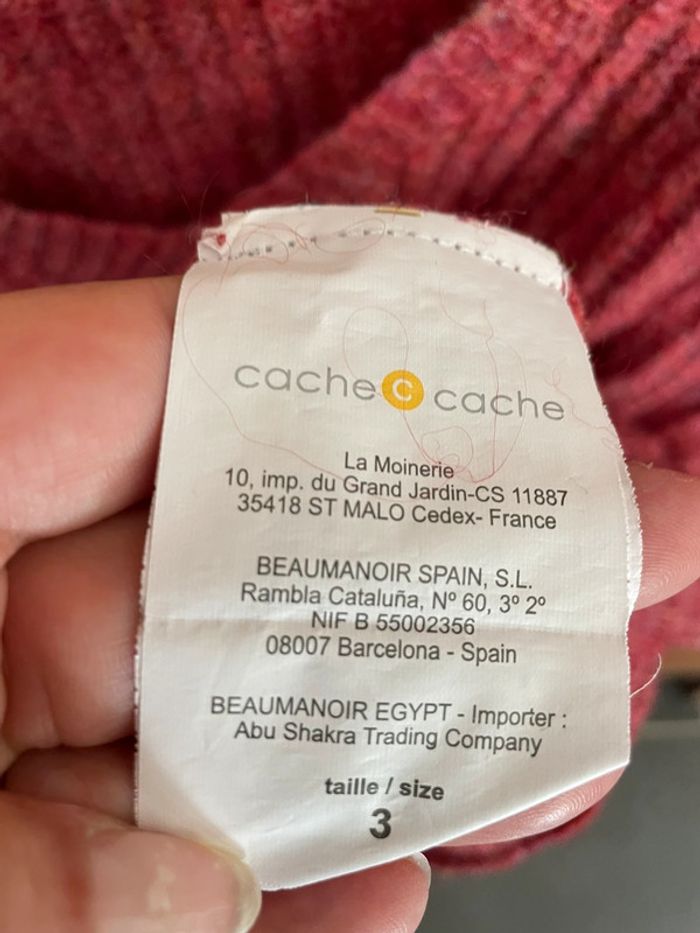 cache c cache
La Moinerie
10, imp. du Grand Jardin-CS 11887
35418 ST MALO Cedex- France
BEAUMANOIR SPAIN, S.L.
Rambla Cataluña, Nº 60, 3º 2º
NIF B 55002356
08007 Barcelona - Spain
BEAUMANOIR EGYPT - Importer :
Abu Shakra Trading Company
taille / size
3